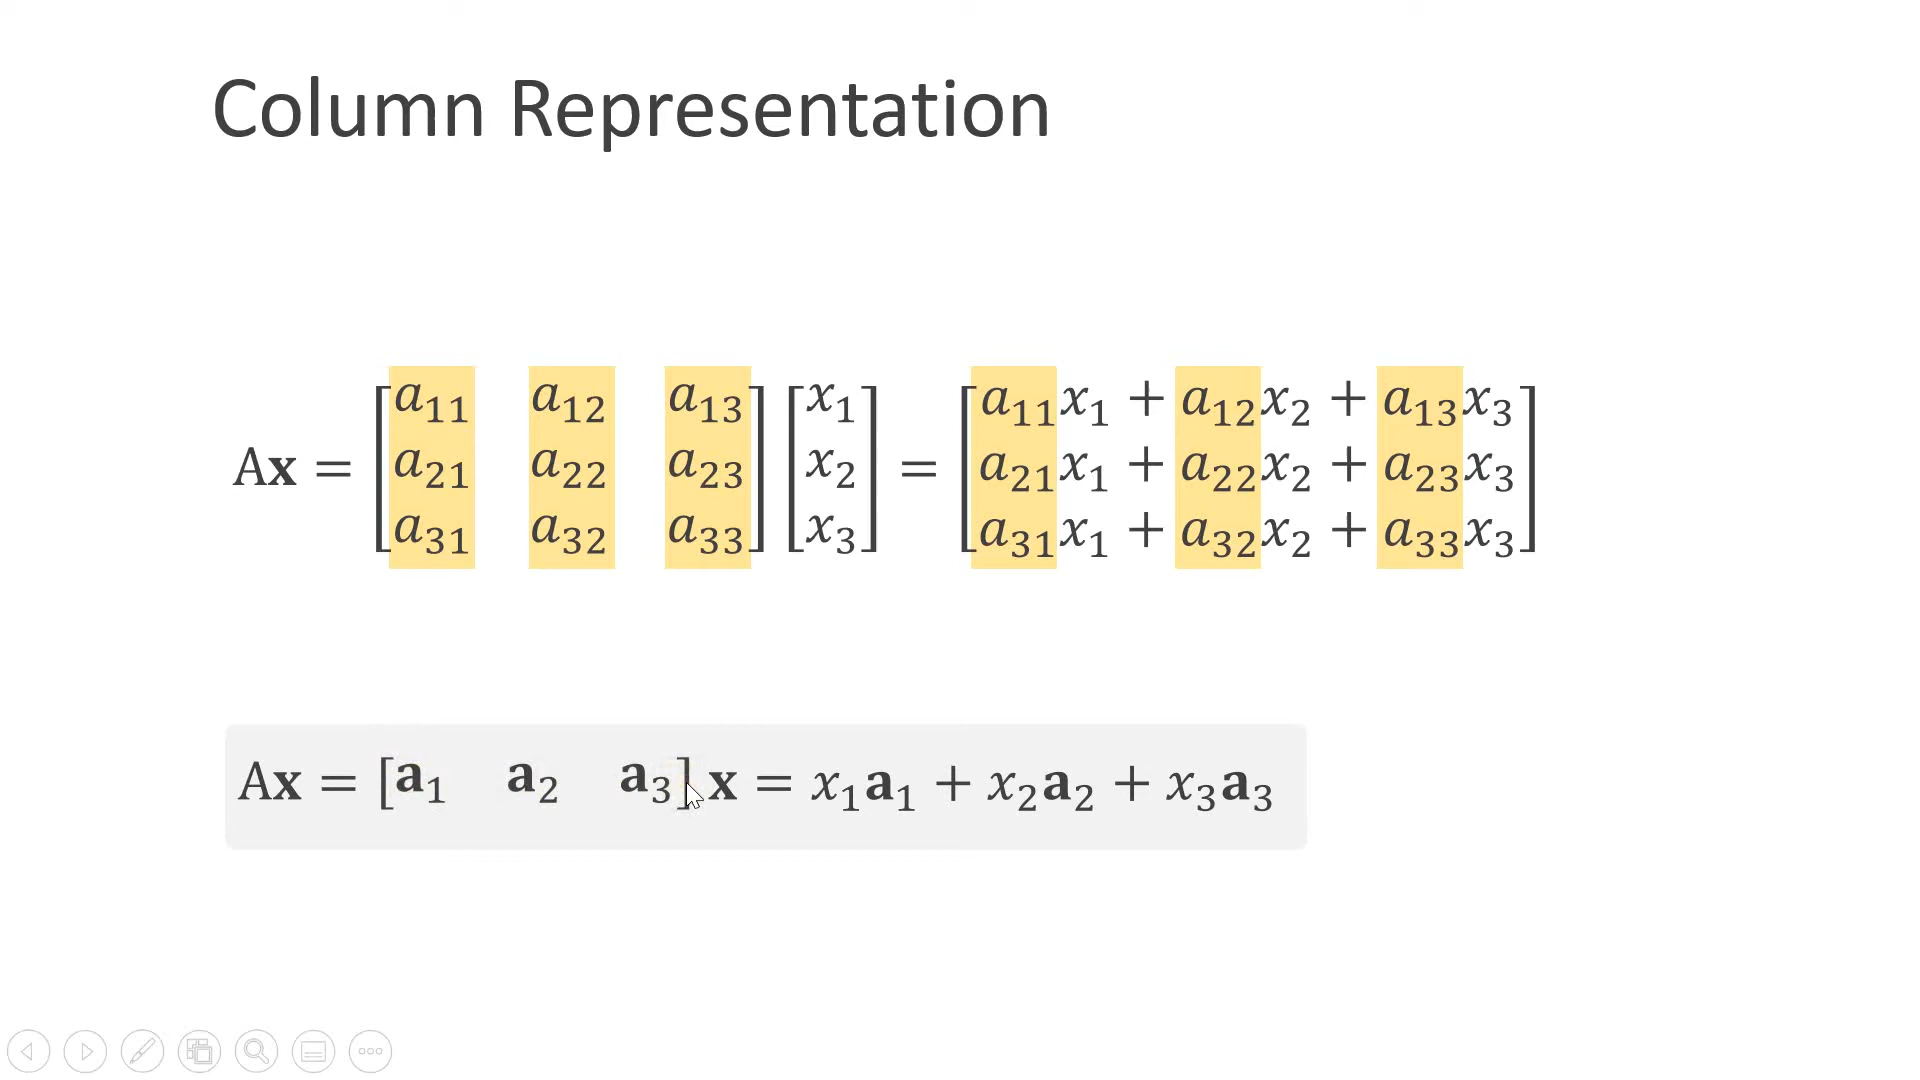 Column Representation
A𝐱 = [a₁₁ a₁₂ a₁₃; a₂₁ a₂₂ a₂₃; a₃₁ a₃₂ a₃₃] [x₁; x₂; x₃] = [a₁₁x₁ + a₁₂x₂ + a₁₃x₃; a₂₁x₁ + a₂₂x₂ + a₂₃x₃; a₃₁x₁ + a₃₂x₂ + a₃₃x₃]
A𝐱 = [𝐚₁ 𝐚₂ 𝐚₃] 𝐱 = x₁𝐚₁ + x₂𝐚₂ + x₃𝐚₃